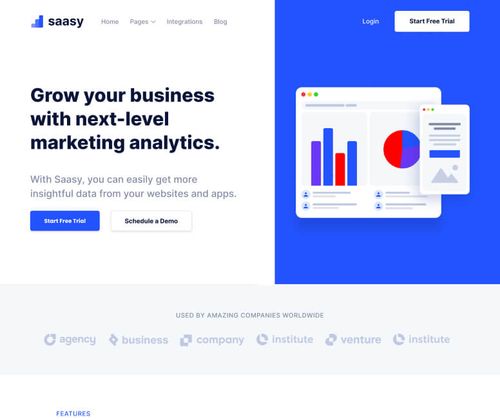 saasy Home Pages Integrations Blog Login Start Free Trial
Grow your business
with next-level
marketing analytics.
With Saasy, you can easily get more
insightful data from your websites and apps.
Start Free Trial Schedule a Demo
USED BY AMAZING COMPANIES WORLDWIDE
agency business company institute venture institute
FEATURES